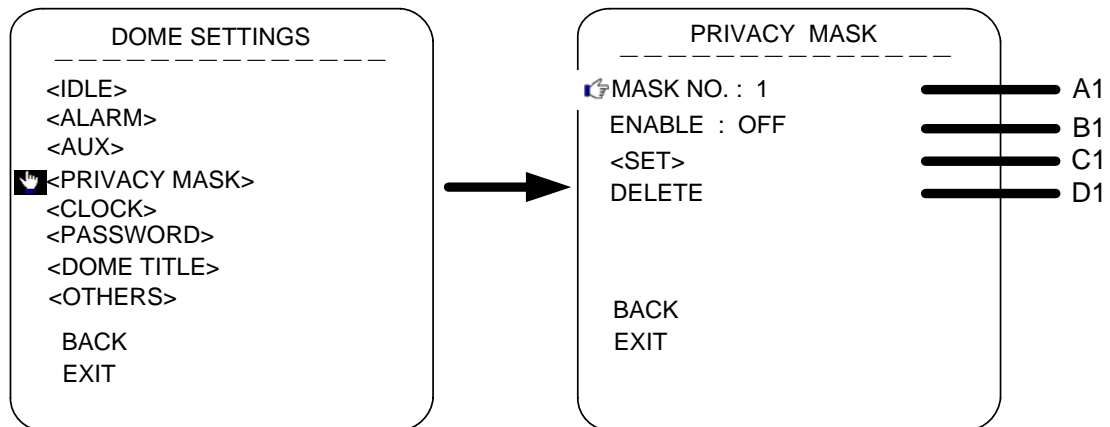 DOME SETTINGS
<IDLE>
<ALARM>
<AUX>
<PRIVACY MASK>
<CLOCK>
<PASSWORD>
<DOME TITLE>
<OTHERS>
BACK
EXIT
PRIVACY MASK
MASK NO. : 1
A1
ENABLE : OFF
B1
<SET>
C1
DELETE
D1
BACK
EXIT